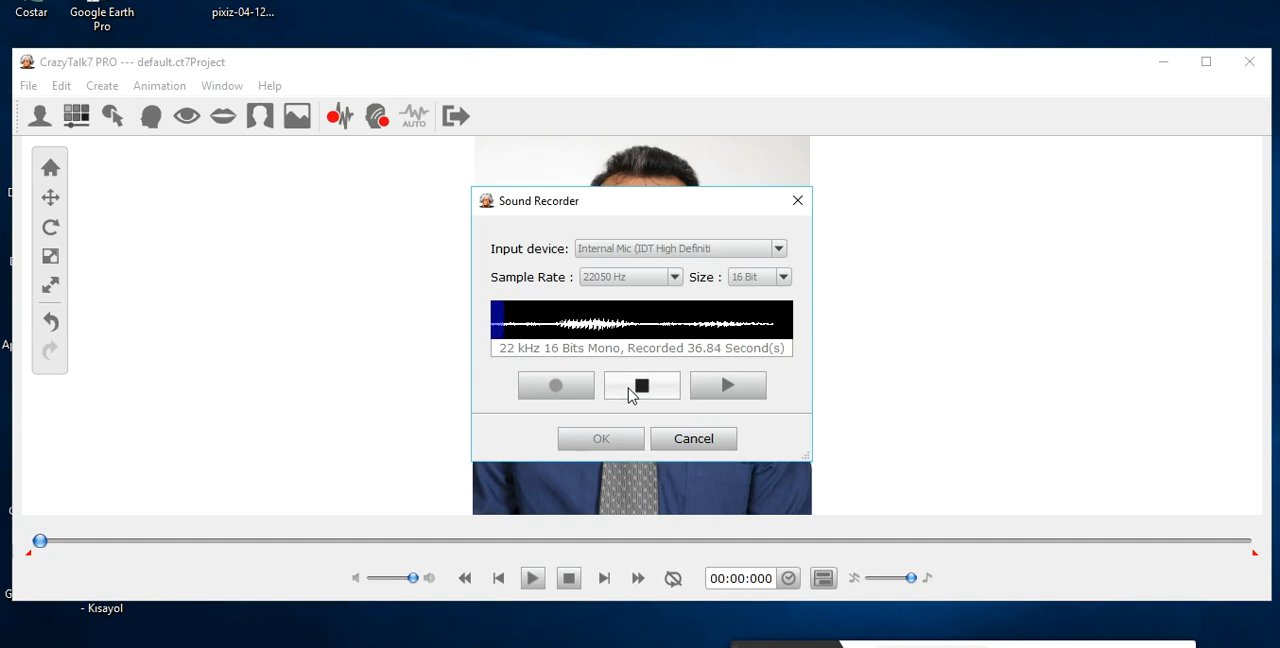 Costar
Google Earth
Pro
pixiz-04-12...
CrazyTalk7 PRO --- default.ct7Project
File Edit Create Animation Window Help
AUTO
Sound Recorder
Input device: Internal Mic (IDT High Definiti
Sample Rate : 22050 Hz Size : 16 Bit
22 kHz 16 Bits Mono, Recorded 36.84 Second(s)
OK Cancel
00:00:000
- Kısayol